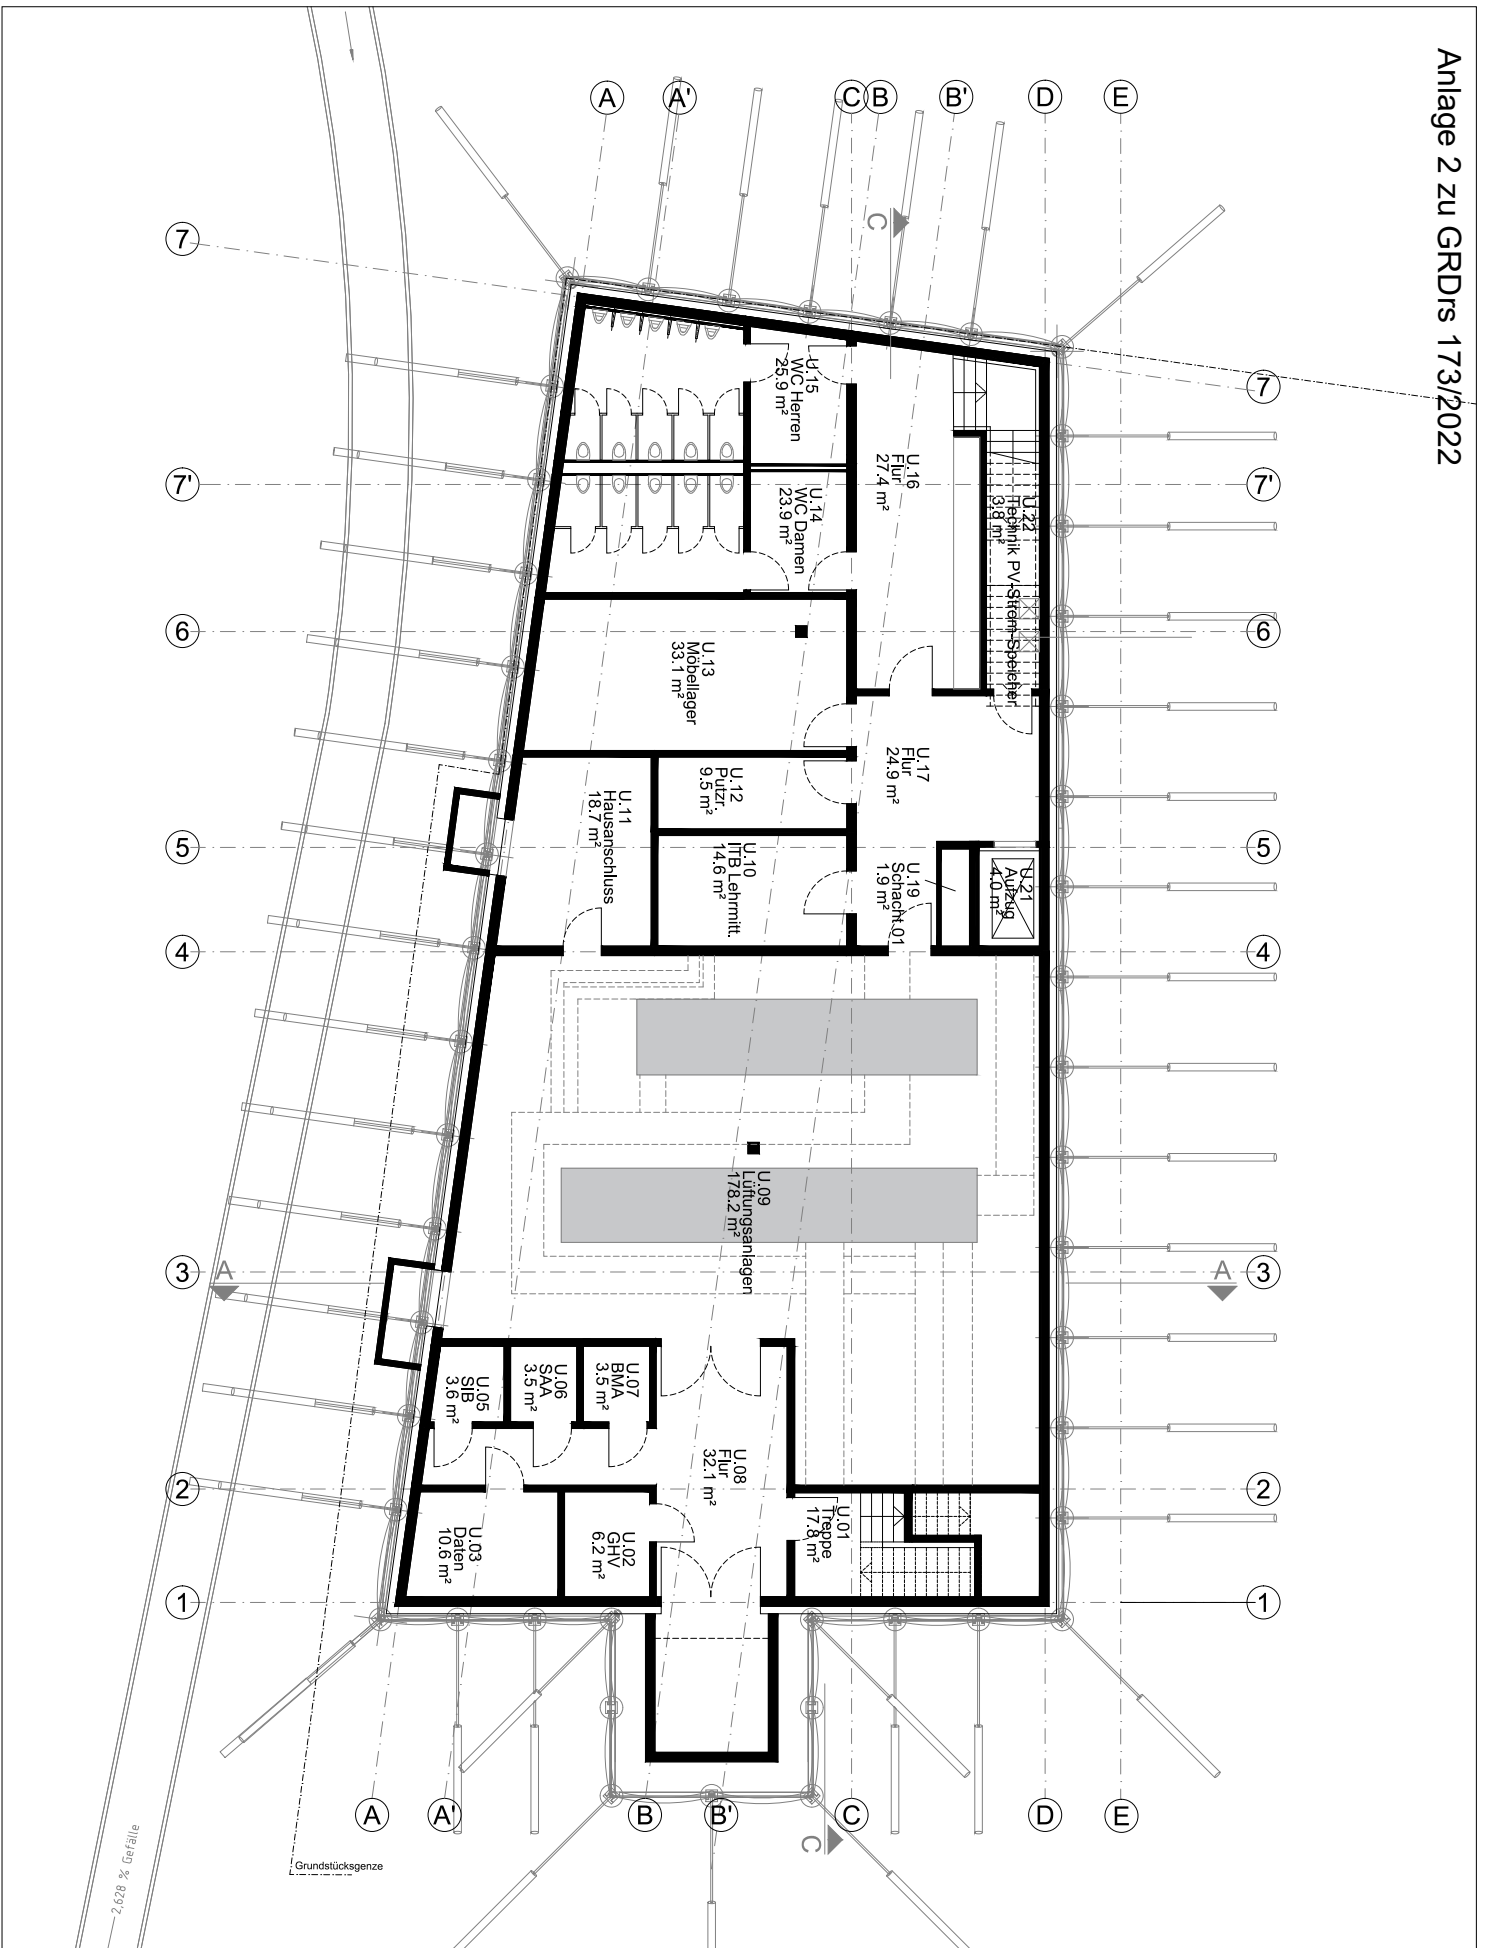 Anlage 2 zu GRDrs 173/2022
A
A'
C
B
B'
D
E
C
7
7
7'
7'
6
6
5
5
4
4
3
3
A
A
2
2
1
1
U.15
WC Herren
25.9 m²
U.16
Flur
27.4 m²
U.14
WC Damen
23.9 m²
U.22
Technik PV-Strom-Speicher
3.8 m²
U.13
Möbellager
33.1 m²
U.17
Flur
24.9 m²
U.12
Putzr.
9.5 m²
U.11
Hausanschluss
18.7 m²
U.10
ITB Lehrmitt.
14.6 m²
U.19
Schacht 01
1.9 m²
U.21
Aufzug
4.0 m²
U.09
Lüftungsanlagen
178.2 m²
U.07
BMA
3.5 m²
U.06
SAA
3.5 m²
U.05
SIB
3.6 m²
U.08
Flur
32.1 m²
U.01
Treppe
17.8 m²
U.02
GHV
6.2 m²
U.03
Daten
10.6 m²
A
A'
B
B'
C
D
E
C
Grundstücksgenze
2,628 % Gefälle